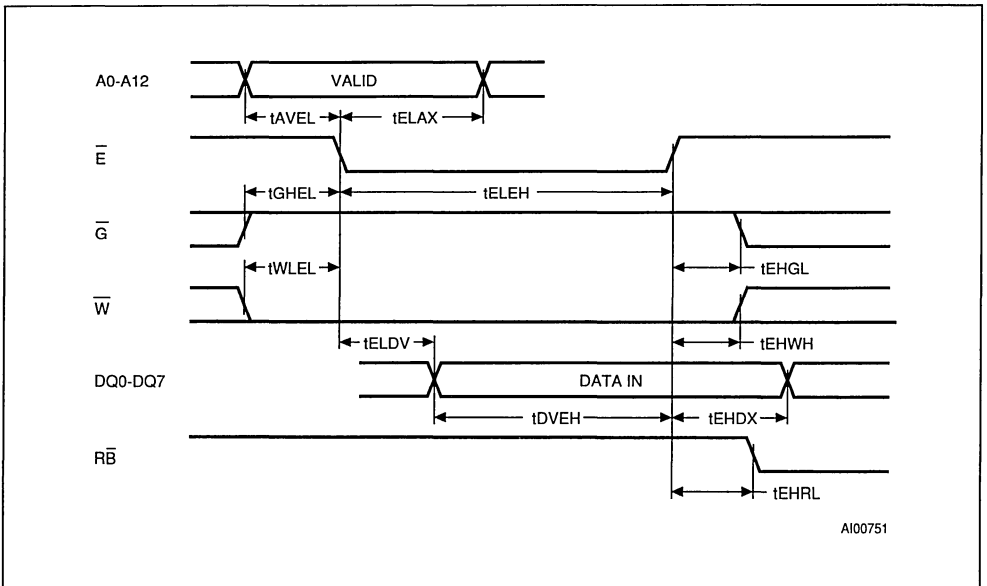 A0-A12 VALID
tAVEL tELAX
E̅
tGHEL tELEH
G̅
tEHGL
tWLEL
W̅
tELDV tEHWH
DQ0-DQ7 DATA IN
tDVEH tEHDX
RB̅
tEHRL
AI00751